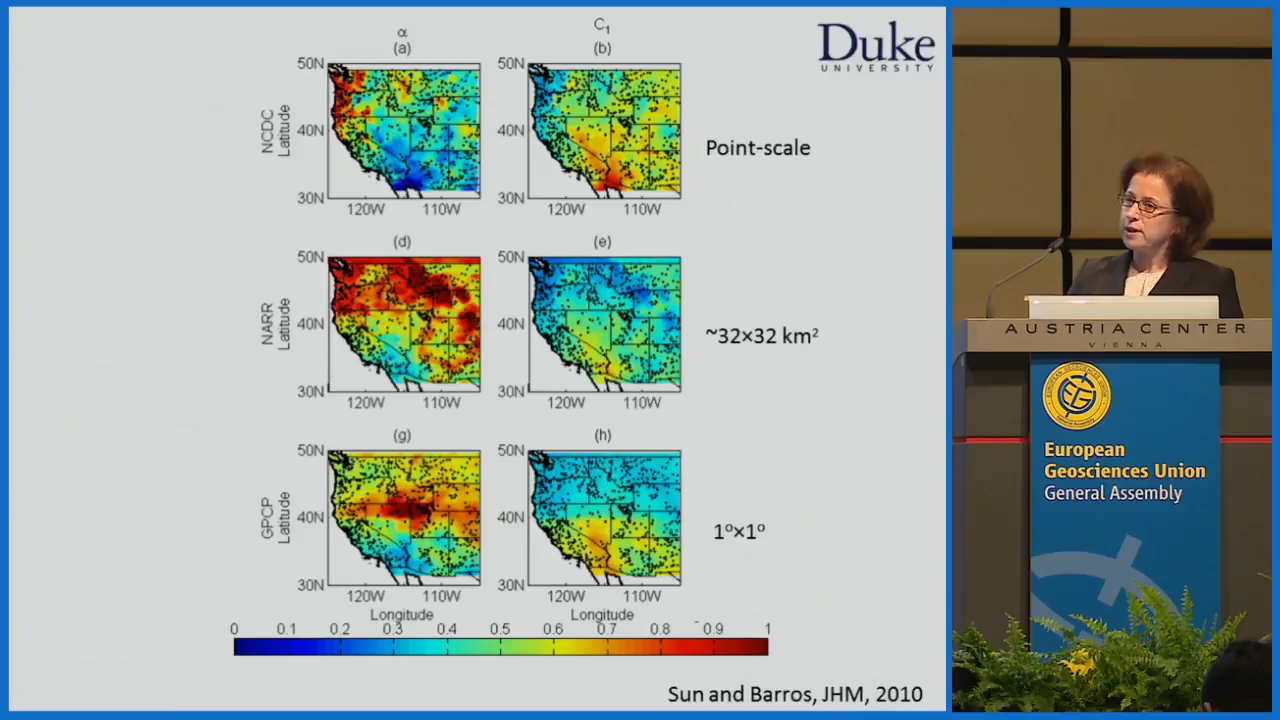 α
(a)
C₁
(b)
Duke
UNIVERSITY
NCDC
Latitude
50N
40N
30N
120W
110W
50N
40N
30N
120W
110W
Point-scale
(d)
(e)
NARR
Latitude
50N
40N
30N
120W
110W
50N
40N
30N
120W
110W
~32×32 km²
(g)
(h)
GPCP
Latitude
50N
40N
30N
120W
110W
Longitude
50N
40N
30N
120W
110W
Longitude
1°×1°
0 0.1 0.2 0.3 0.4 0.5 0.6 0.7 0.8 0.9 1
Sun and Barros, JHM, 2010
AUSTRIA CENTER
VIENNA
European
Geosciences Union
General Assembly